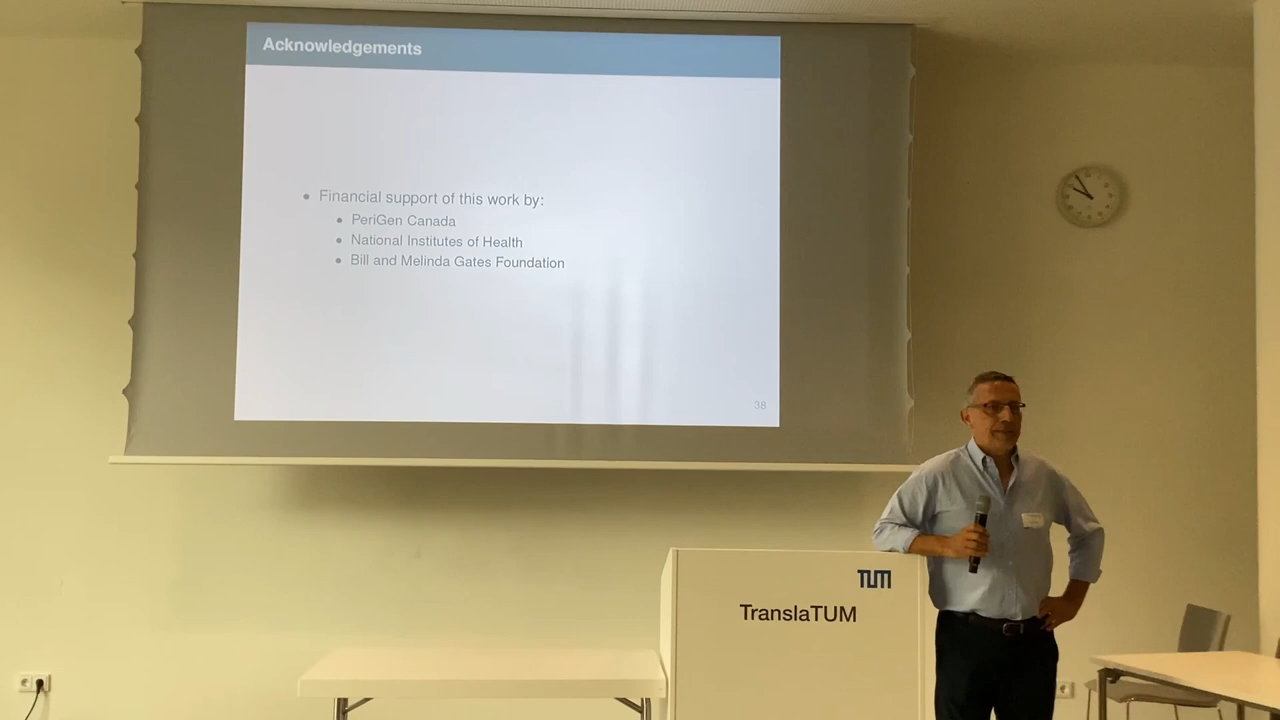 Acknowledgements
• Financial support of this work by:
• PeriGen Canada
• National Institutes of Health
• Bill and Melinda Gates Foundation
38
TUM
TranslaTUM